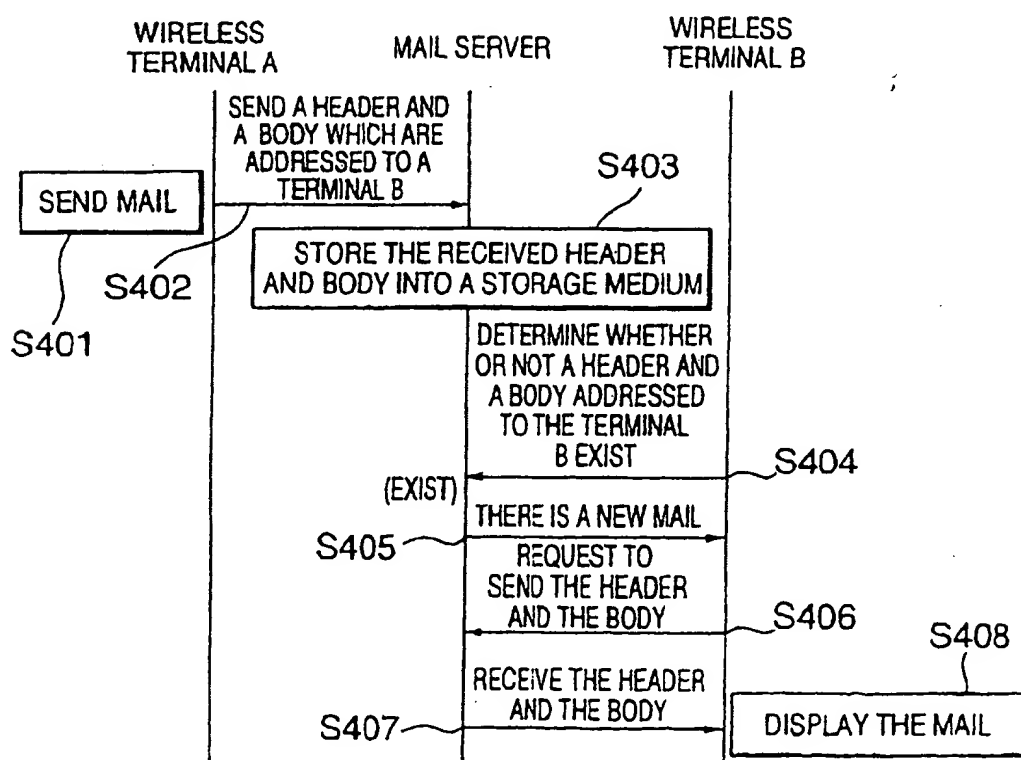 WIRELESS
TERMINAL A
MAIL SERVER
WIRELESS
TERMINAL B
SEND A HEADER AND
A BODY WHICH ARE
ADDRESSED TO A
TERMINAL B
SEND MAIL
S401
S402
S403
STORE THE RECEIVED HEADER
AND BODY INTO A STORAGE MEDIUM
DETERMINE WHETHER
OR NOT A HEADER AND
A BODY ADDRESSED
TO THE TERMINAL
B EXIST
S404
(EXIST)
THERE IS A NEW MAIL
S405
REQUEST TO
SEND THE HEADER
AND THE BODY
S406
S408
RECEIVE THE HEADER
AND THE BODY
S407
DISPLAY THE MAIL